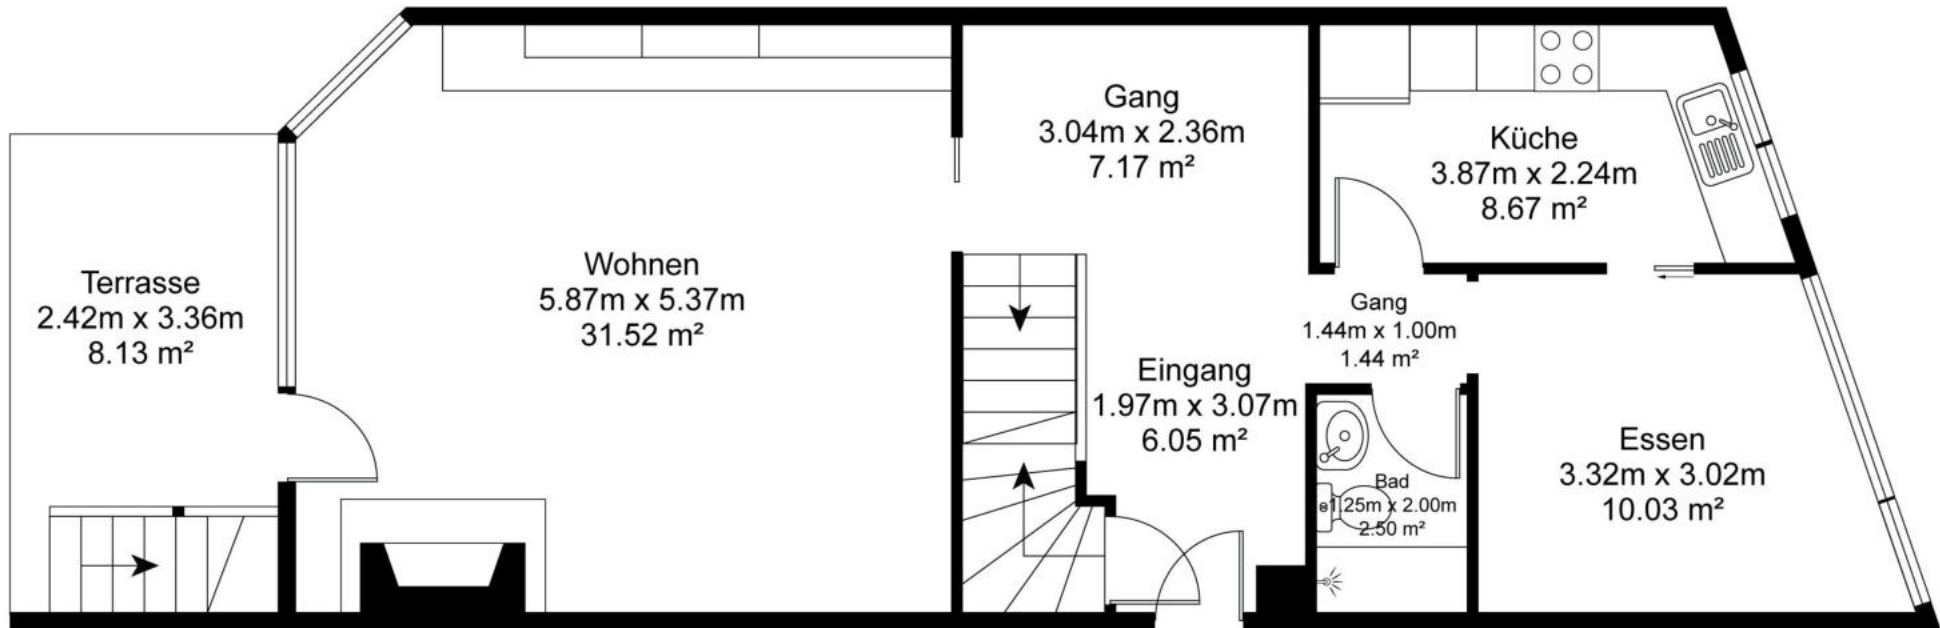 Terrasse
2.42m x 3.36m
8.13 m²
Wohnen
5.87m x 5.37m
31.52 m²
Gang
3.04m x 2.36m
7.17 m²
Küche
3.87m x 2.24m
8.67 m²
Gang
1.44m x 1.00m
1.44 m²
Eingang
1.97m x 3.07m
6.05 m²
Bad
1.25m x 2.00m
2.50 m²
Essen
3.32m x 3.02m
10.03 m²